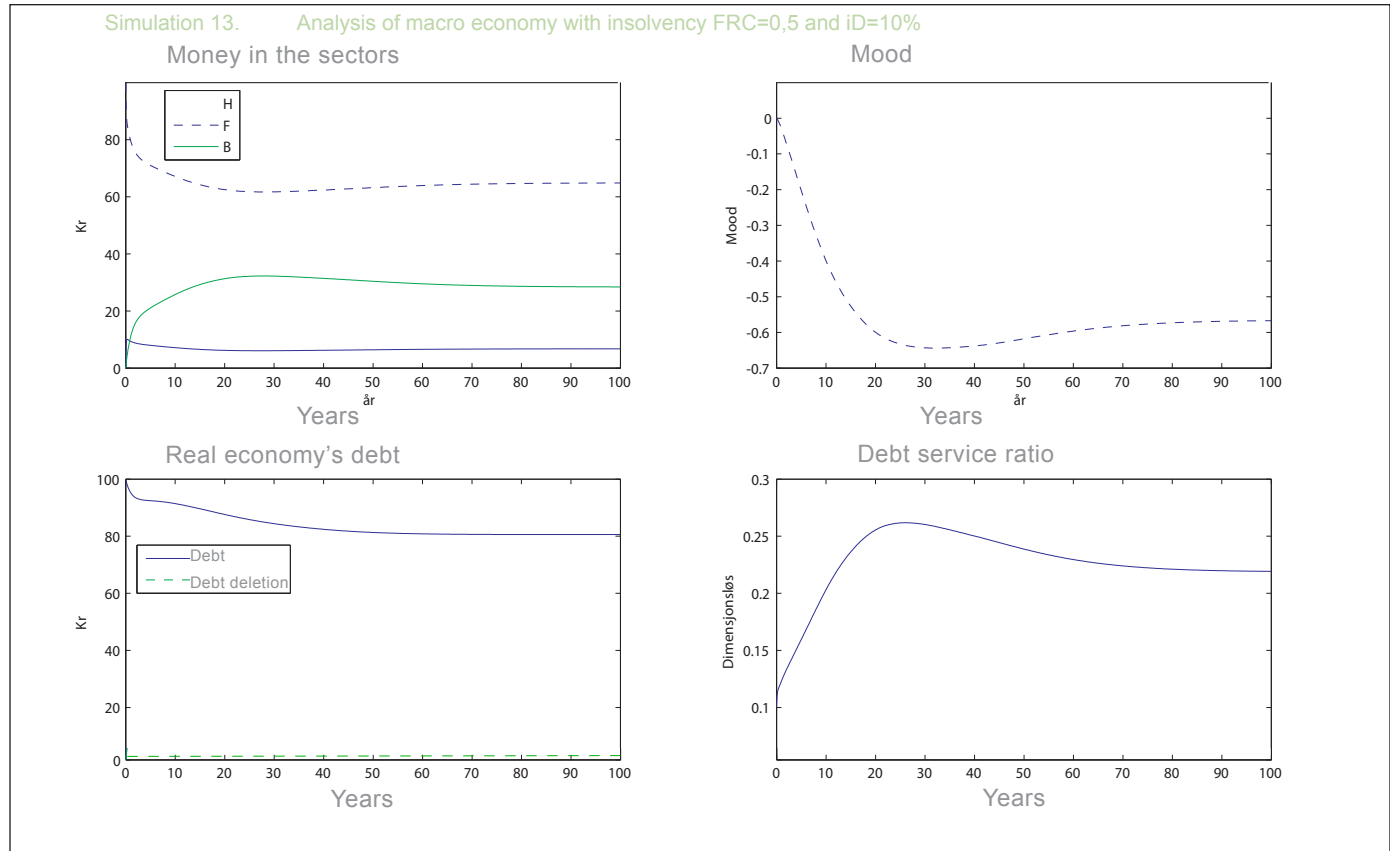 Simulation 13. Analysis of macro economy with insolvency FRC=0,5 and iD=10%
Money in the sectors
H
F
B
80
60
40
20
0
Kr
0 10 20 30 40 50 60 70 80 90 100
år
Years
Mood
0
-0.1
-0.2
-0.3
-0.4
-0.5
-0.6
-0.7
Mood
0 10 20 30 40 50 60 70 80 90 100
år
Years
Real economy's debt
100
80
60
40
20
0
Kr
Debt
Debt deletion
0 10 20 30 40 50 60 70 80 90 100
Years
Debt service ratio
0.3
0.25
0.2
0.15
0.1
Dimensjonsløs
0 10 20 30 40 50 60 70 80 90 100
Years